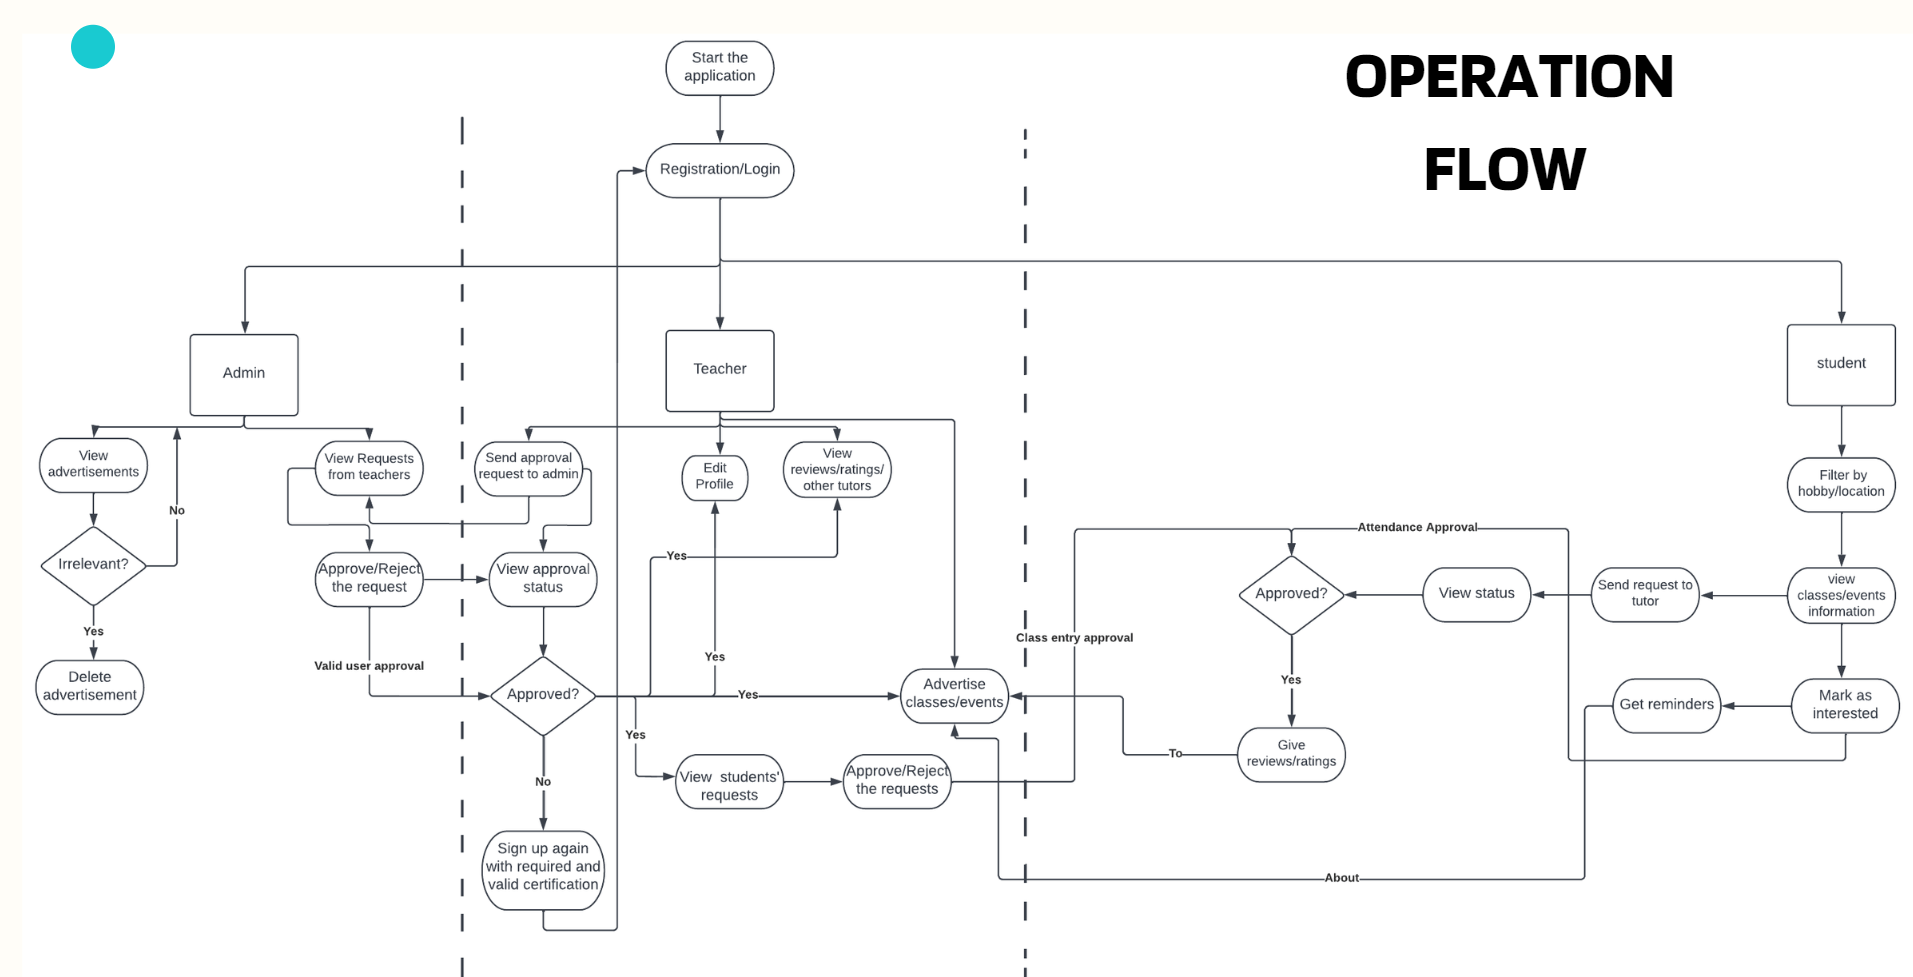 Start the
application
OPERATION
FLOW
Registration/Login
Admin
Teacher
student
View
advertisements
View Requests
from teachers
Send approval
request to admin
Edit
Profile
View
reviews/ratings/
other tutors
Filter by
hobby/location
No
Attendance Approval
Irrelevant?
Approve/Reject
the request
View approval
status
Yes
Approved?
View status
Send request to
tutor
view
classes/events
information
Yes
Class entry approval
Yes
Valid user approval
Yes
Delete
advertisement
Approved?
Yes
Advertise
classes/events
Get reminders
Mark as
interested
Yes
Give
reviews/ratings
To
No
View students'
requests
Approve/Reject
the requests
Sign up again
with required and
valid certification
About